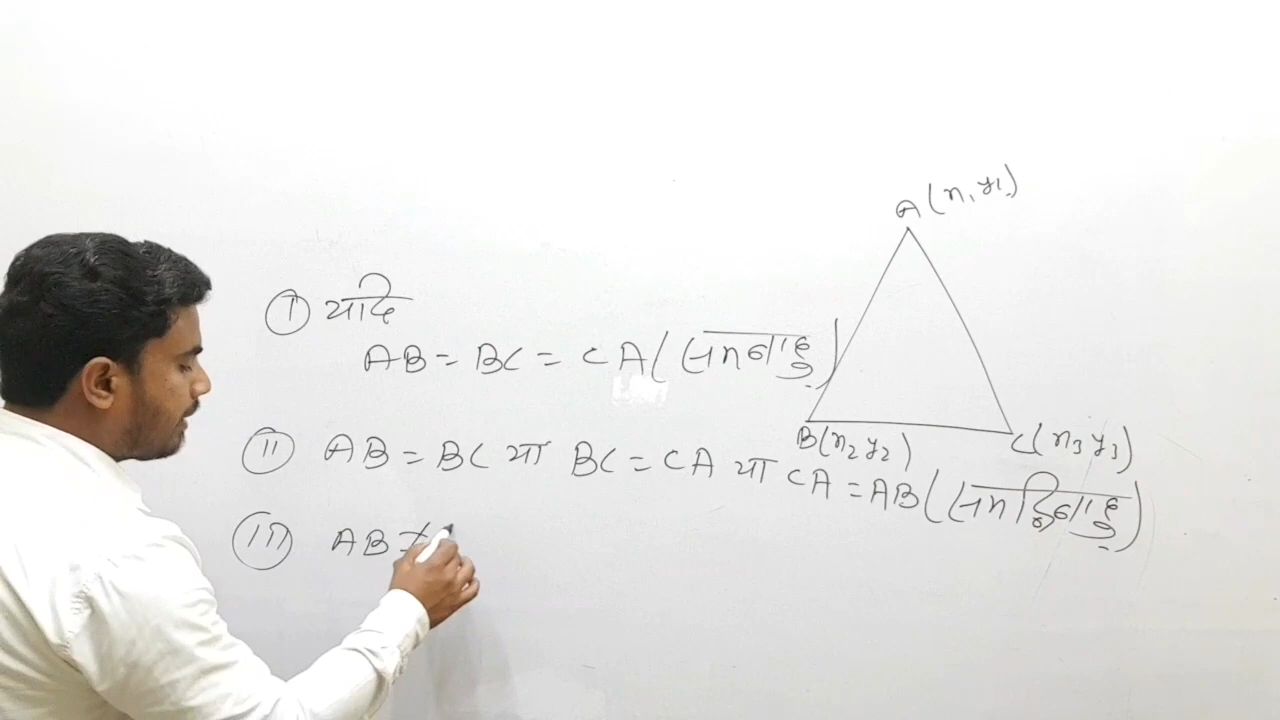 A (x₁ y₁)
(I) यदि
AB = BC = CA (समबाहु)
B (x₂ y₂)
C (x₃ y₃)
(II) AB = BC या BC = CA या CA = AB (समद्विबाहु)
(III) AB ≠